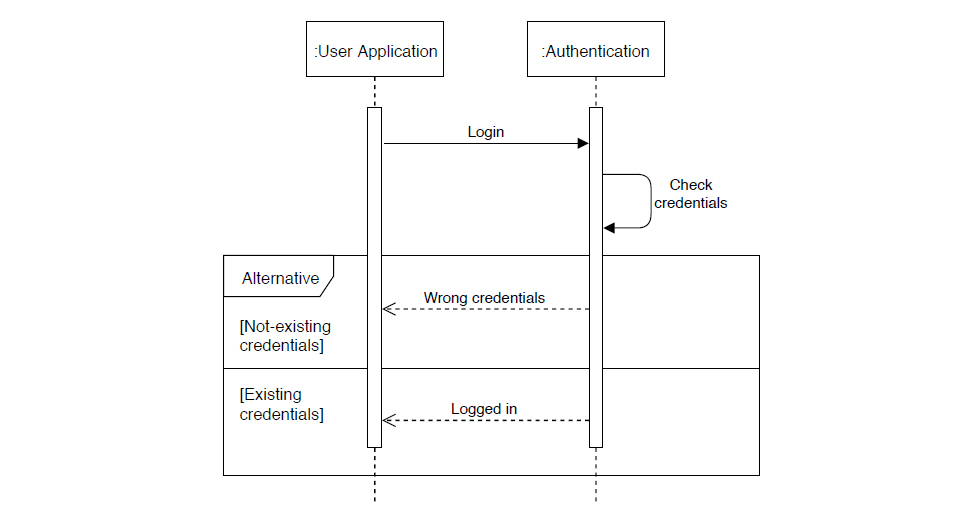 :User Application
:Authentication
Login
Check
credentials
Alternative
Wrong credentials
[Not-existing
credentials]
[Existing
credentials]
Logged in